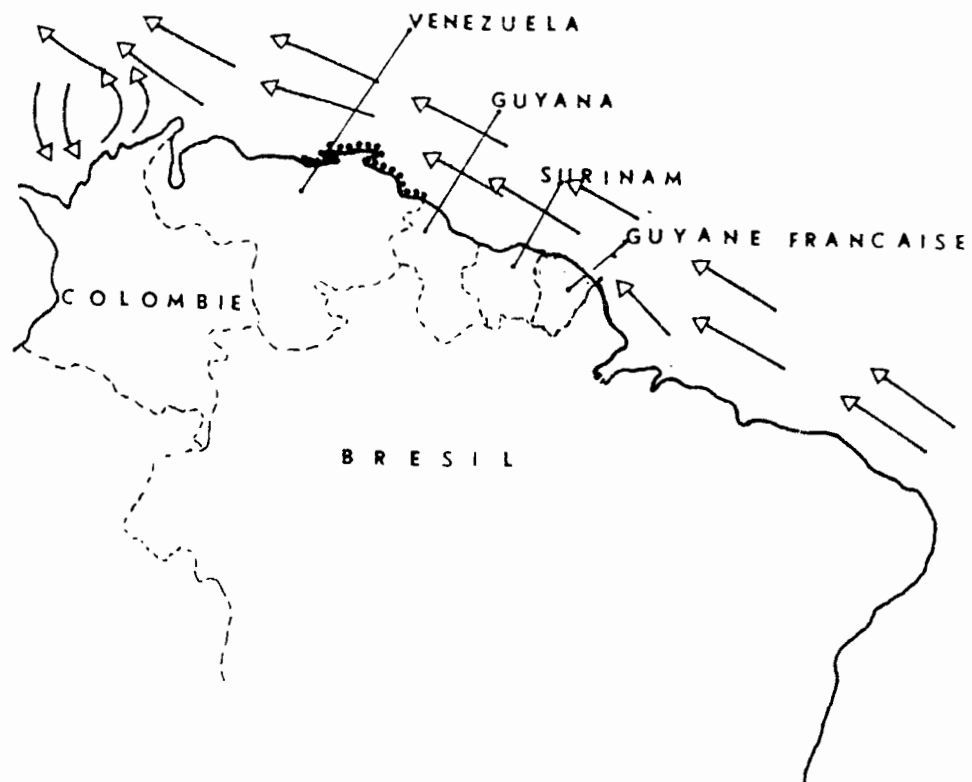 VENEZUELA
GUYANA
SURINAM
GUYANE FRANCAISE
COLOMBIE
BRESIL